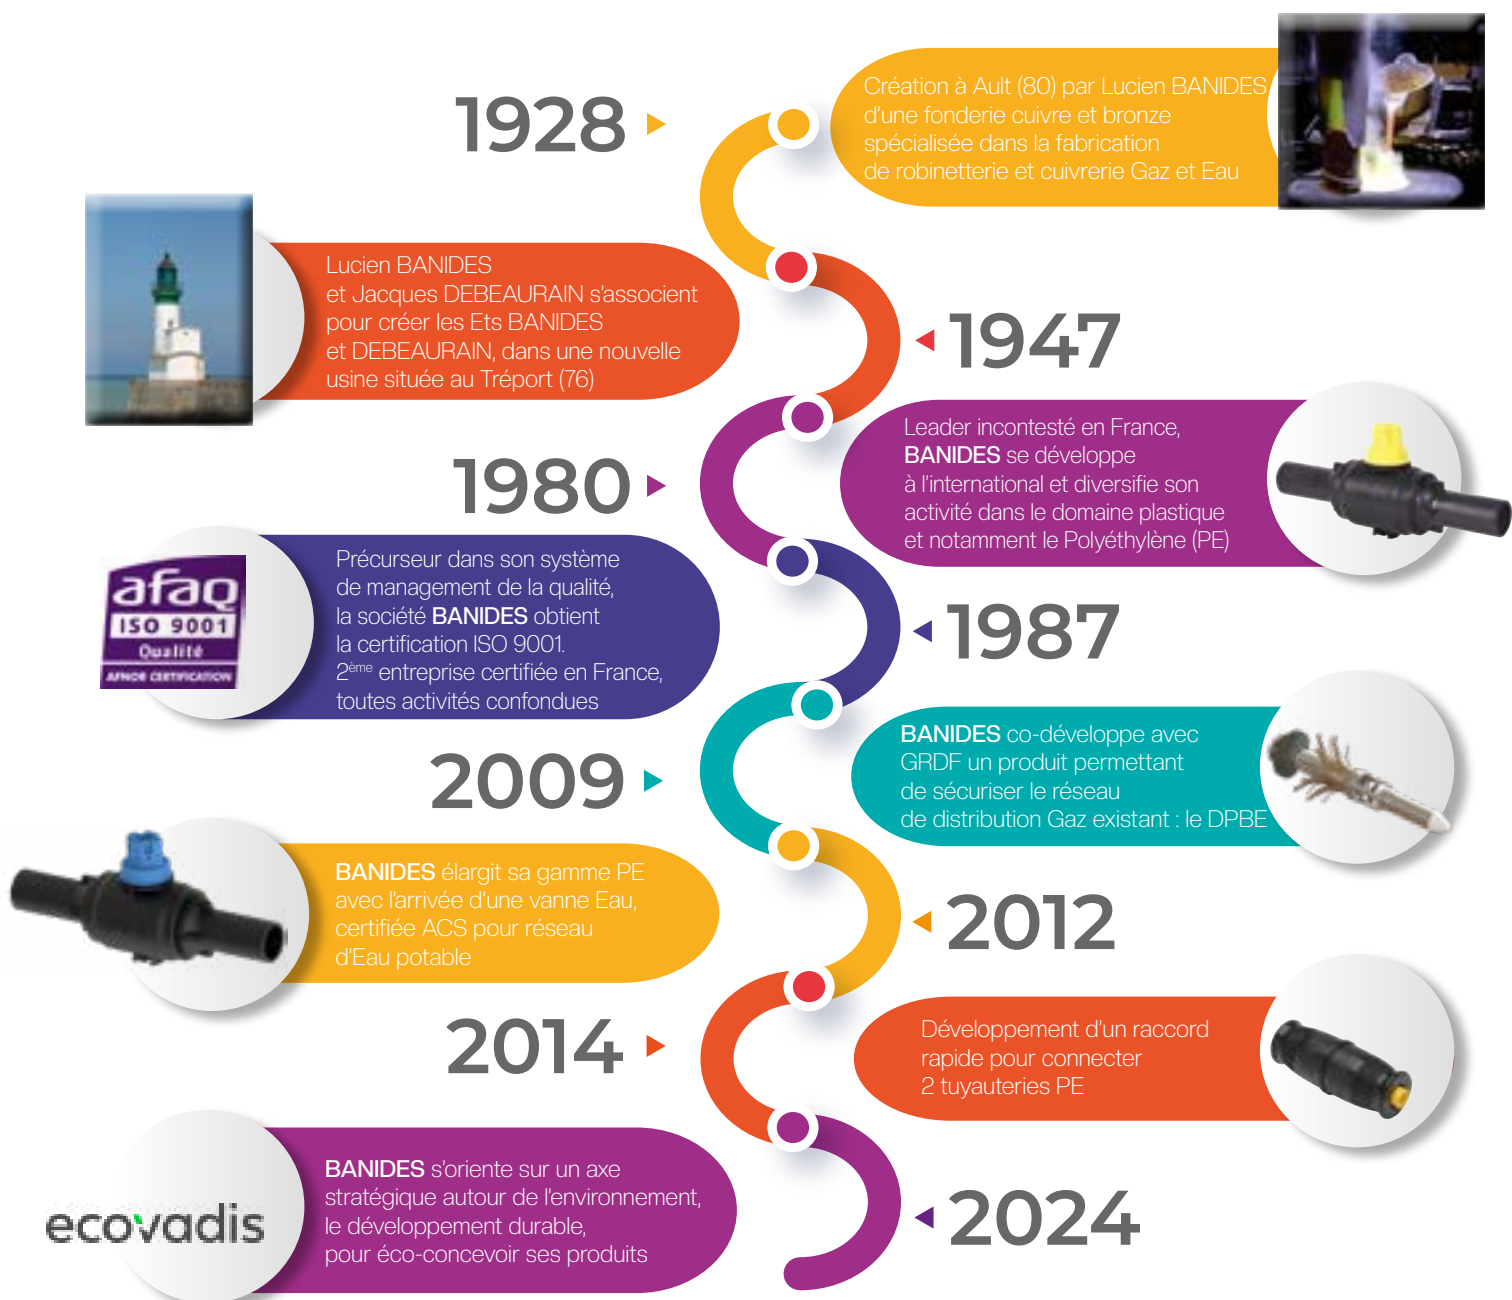 1928
Création à Ault (80) par Lucien BANIDES
d'une fonderie cuivre et bronze
spécialisée dans la fabrication
de robinetterie et cuivrerie Gaz et Eau
Lucien BANIDES
et Jacques DEBEAURAIN s'associent
pour créer les Ets BANIDES
et DEBEAURAIN, dans une nouvelle
usine située au Tréport (76)
1947
1980
Leader incontesté en France,
BANIDES se développe
à l'international et diversifie son
activité dans le domaine plastique
et notamment le Polyéthylène (PE)
afaq
ISO 9001
Qualité
AFNOR CERTIFICATION
Précurseur dans son système
de management de la qualité,
la société BANIDES obtient
la certification ISO 9001.
2ème entreprise certifiée en France,
toutes activités confondues
1987
2009
BANIDES co-développe avec
GRDF un produit permettant
de sécuriser le réseau
de distribution Gaz existant : le DPBE
BANIDES élargit sa gamme PE
avec l'arrivée d'une vanne Eau,
certifiée ACS pour réseau
d'Eau potable
2012
2014
Développement d'un raccord
rapide pour connecter
2 tuyauteries PE
ecovadis
BANIDES s'oriente sur un axe
stratégique autour de l'environnement,
le développement durable,
pour éco-concevoir ses produits
2024